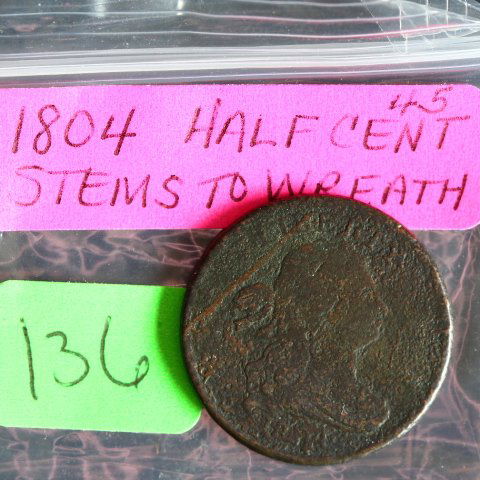 45
1804 HALF CENT
STEMS TO WREATH
136